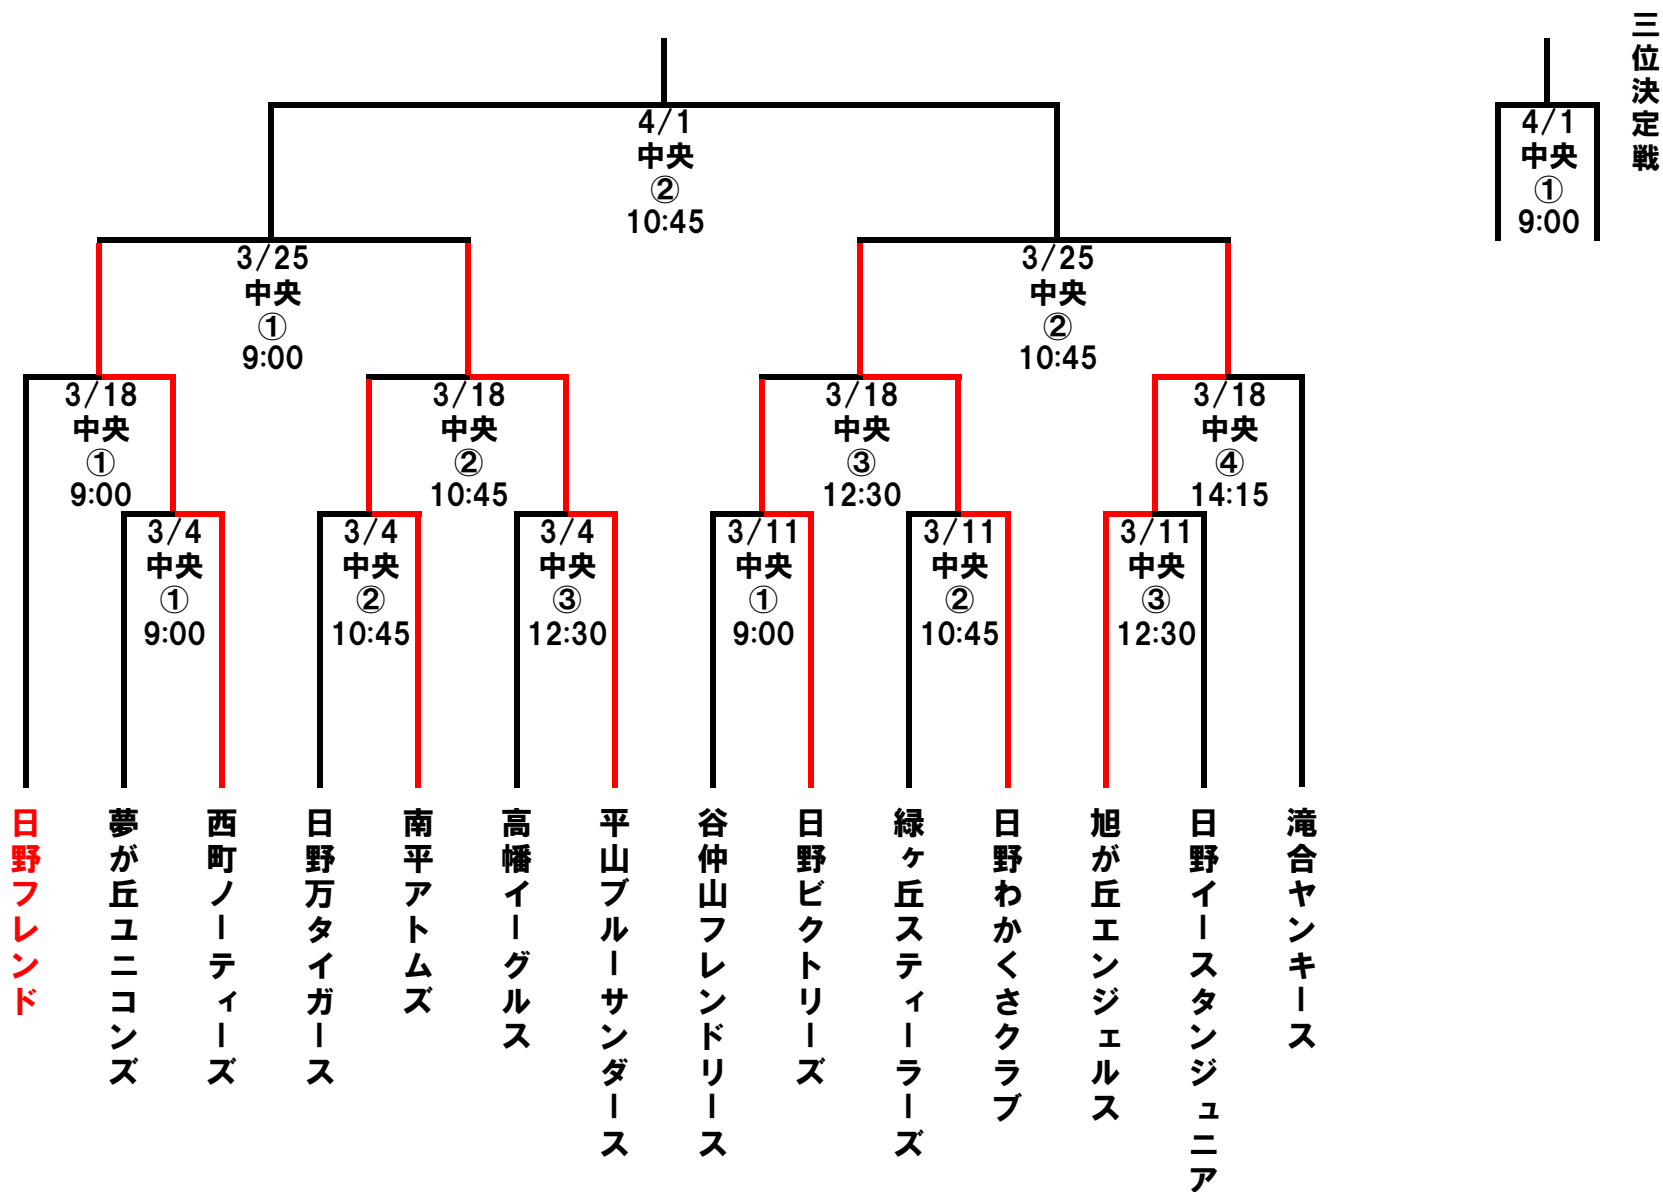 三位決定戦
4/1
中央
②
10:45
4/1
中央
①
9:00
3/25
中央
①
9:00
3/25
中央
②
10:45
3/18
中央
①
9:00
3/18
中央
②
10:45
3/18
中央
③
12:30
3/18
中央
④
14:15
3/4
中央
①
9:00
3/4
中央
②
10:45
3/4
中央
③
12:30
3/11
中央
①
9:00
3/11
中央
②
10:45
3/11
中央
③
12:30
日野フレンド
夢が丘ユニコンズ
西町ノーティーズ
日野万タイガース
南平アトムズ
高幡イーグルス
平山ブルーサンダース
谷仲山フレンドリース
日野ビクトリーズ
緑ヶ丘スティーラーズ
日野わかくさクラブ
旭が丘エンジェルス
日野イースタンジュニア
滝合ヤンキース